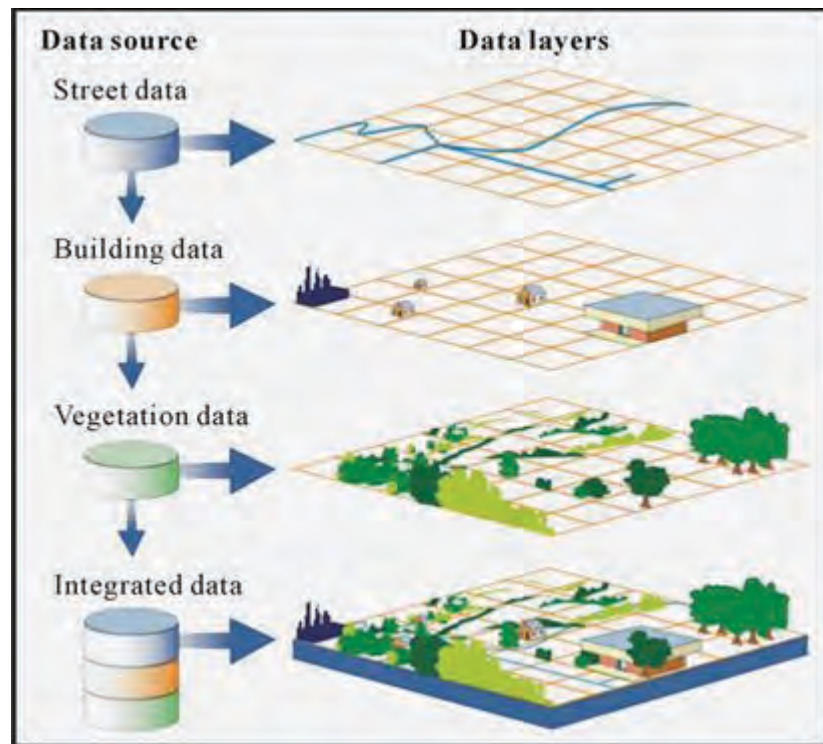 Data source
Data layers
Street data
Building data
Vegetation data
Integrated data